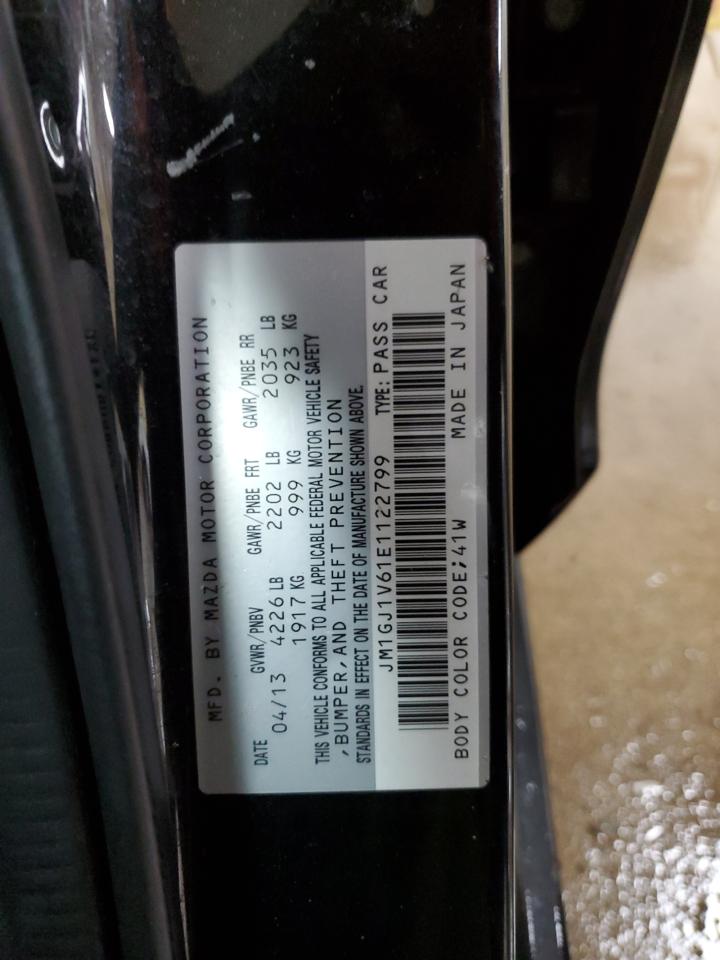 MFD. BY MAZDA MOTOR CORPORATION
DATE GVWR/PNBV GAWR/PNBE FRT GAWR/PNBE RR
04/13 4226 LB 2202 LB 2035 LB
1917 KG 999 KG 923 KG
THIS VEHICLE CONFORMS TO ALL APPLICABLE FEDERAL MOTOR VEHICLE SAFETY
,BUMPER,AND THEFT PREVENTION
STANDARDS IN EFFECT ON THE DATE OF MANUFACTURE SHOWN ABOVE.
JM1GJ1V61E1122799 TYPE: PASS CAR
BODY COLOR CODE;41W MADE IN JAPAN